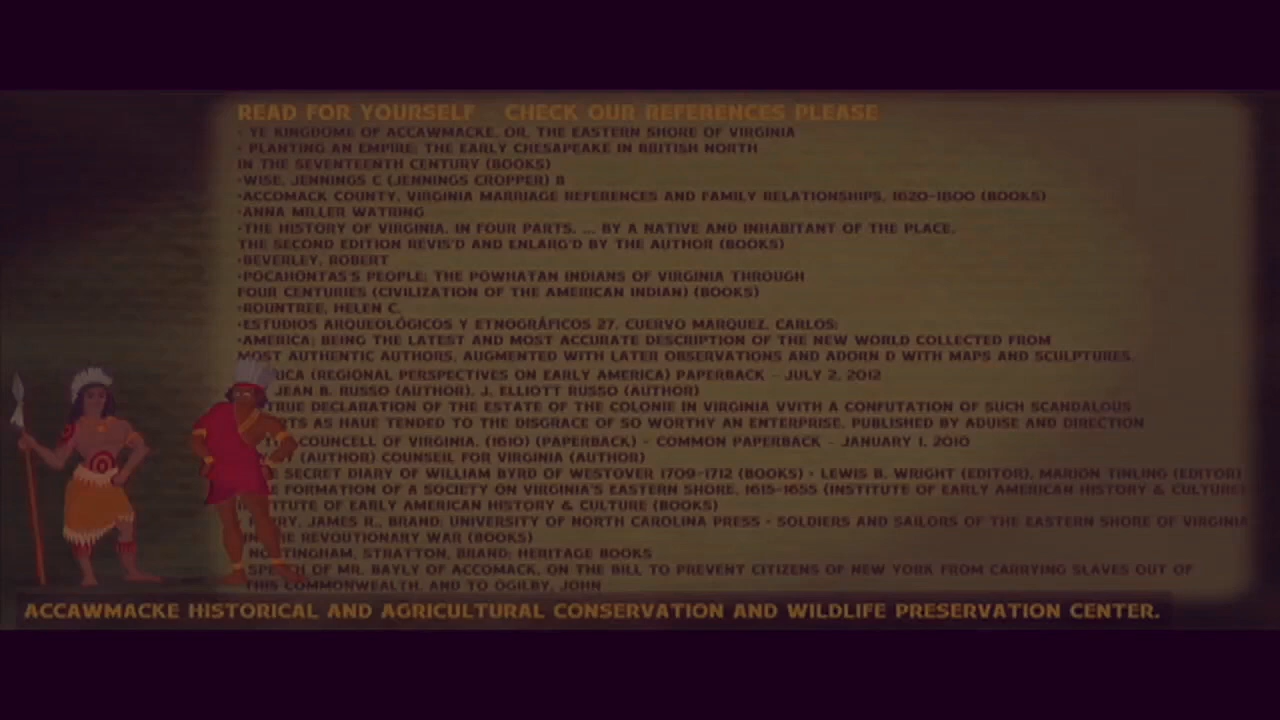 READ FOR YOURSELF - CHECK OUR REFERENCES PLEASE
• YE KINGDOME OF ACCAWMACKE, OR, THE EASTERN SHORE OF VIRGINIA
• PLANTING AN EMPIRE: THE EARLY CHESAPEAKE IN BRITISH NORTH
IN THE SEVENTEENTH CENTURY (BOOKS)
•WISE, JENNINGS C (JENNINGS CROPPER) B
•ACCOMACK COUNTY, VIRGINIA MARRIAGE REFERENCES AND FAMILY RELATIONSHIPS, 1620-1800 (BOOKS)
•ANNA MILLER WATRING
•THE HISTORY OF VIRGINIA, IN FOUR PARTS. ... BY A NATIVE AND INHABITANT OF THE PLACE.
THE SECOND EDITION REVIS'D AND ENLARG'D BY THE AUTHOR (BOOKS)
•BEVERLEY, ROBERT
•POCAHONTAS'S PEOPLE: THE POWHATAN INDIANS OF VIRGINIA THROUGH
FOUR CENTURIES (CIVILIZATION OF THE AMERICAN INDIAN) (BOOKS)
•ROUNTREE, HELEN C.
•ESTUDIOS ARQUEOLÓGICOS Y ETNOGRÁFICOS 27. CUERVO MARQUEZ, CARLOS:
•AMERICA: BEING THE LATEST AND MOST ACCURATE DESCRIPTION OF THE NEW WORLD COLLECTED FROM
MOST AUTHENTIC AUTHORS, AUGMENTED WITH LATER OBSERVATIONS AND ADORN D WITH MAPS AND SCULPTURES.
RICA (REGIONAL PERSPECTIVES ON EARLY AMERICA) PAPERBACK – JULY 2, 2012
JEAN B. RUSSO (AUTHOR), J. ELLIOTT RUSSO (AUTHOR)
TRUE DECLARATION OF THE ESTATE OF THE COLONIE IN VIRGINIA VVITH A CONFUTATION OF SUCH SCANDALOUS
RTS AS HAUE TENDED TO THE DISGRACE OF SO WORTHY AN ENTERPRISE. PUBLISHED BY ADUISE AND DIRECTION
COUNCELL OF VIRGINIA. (1610) (PAPERBACK) - COMMON PAPERBACK – JANUARY 1, 2010
(AUTHOR) COUNSEIL FOR VIRGINIA (AUTHOR)
E SECRET DIARY OF WILLIAM BYRD OF WESTOVER 1709-1712 (BOOKS) • LEWIS B. WRIGHT (EDITOR), MARION TINLING (EDITOR)
E FORMATION OF A SOCIETY ON VIRGINIA'S EASTERN SHORE, 1615-1655 (INSTITUTE OF EARLY AMERICAN HISTORY & CULTURE)
INSTITUTE OF EARLY AMERICAN HISTORY & CULTURE (BOOKS)
RRY, JAMES R., BRAND: UNIVERSITY OF NORTH CAROLINA PRESS • SOLDIERS AND SAILORS OF THE EASTERN SHORE OF VIRGINIA
IN THE REVOUTIONARY WAR (BOOKS)
NOTTINGHAM, STRATTON, BRAND: HERITAGE BOOKS
SPEECH OF MR. BAYLY OF ACCOMACK, ON THE BILL TO PREVENT CITIZENS OF NEW YORK FROM CARRYING SLAVES OUT OF
THIS COMMONWEALTH, AND TO OGILBY, JOHN
ACCAWMACKE HISTORICAL AND AGRICULTURAL CONSERVATION AND WILDLIFE PRESERVATION CENTER.